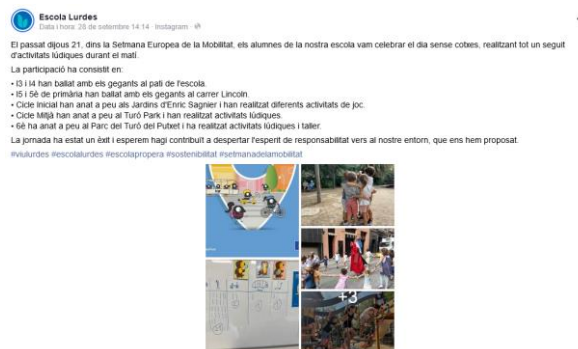 Escola Lurdes
Data i hora: 28 de setembre 14:14 · Instagram ·
El passat dijous 21, dins la Setmana Europea de la Mobilitat, els alumnes de la nostra escola vam celebrar el dia sense cotxes, realitzant tot un seguit
d'activitats lúdiques durant el matí.
La participació ha consistit en:
• I3 i I4 han ballat amb els gegants al pati de l'escola.
• I5 i 5è de primària han ballat amb els gegants al carrer Lincoln.
• Cicle Inicial han anat a peu als Jardins d'Enric Sagnier i han realitzat diferents activitats de joc.
• Cicle Mitjà han anat a peu al Turó Park i han realitzat activitats lúdiques.
• 6è ha anat a peu al Parc del Turó del Putxet i ha realitzat activitats lúdiques i taller.
La jornada ha estat un èxit i esperem hagi contribuït a despertar l'esperit de responsabilitat vers al nostre entorn, que ens hem proposat.
#viulurdes #escolalurdes #escolapropera #sostenibilitat #setmanadelamobilitat
+3